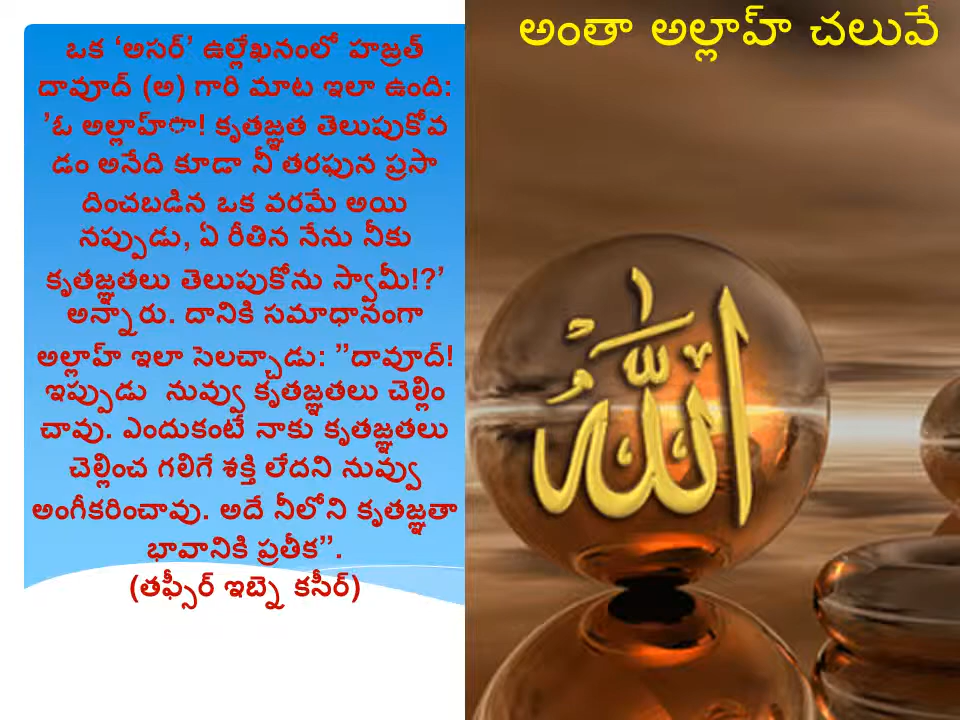 అంతా అల్లాహ్ చలువే
ఒక ‘అసర్’ ఉల్లేఖనంలో హజ్రత్
దావూద్ (అ) గారి మాట ఇలా ఉంది:
’ఓ అల్లాహ్ా! కృతజ్ఞత తెలుపుకోవ
డం అనేది కూడా నీ తరఫున ప్రసా
దించబడిన ఒక వరమే అయి
నప్పుడు, ఏ రీతిన నేను నీకు
కృతజ్ఞతలు తెలుపుకోను స్వామీ!?’
అన్నారు. దానికి సమాధానంగా
అల్లాహ్ ఇలా సెలచ్చాడు: ”దావూద్!
ఇప్పుడు నువ్వు కృతజ్ఞతలు చెల్లిం
చావు. ఎందుకంటే నాకు కృతజ్ఞతలు
చెల్లించ గలిగే శక్తి లేదని నువ్వు
అంగీకరించావు. అదే నీలోని కృతజ్ఞతా
భావానికి ప్రతీక”.
(తఫ్సీర్ ఇబ్నె కసీర్)
الله